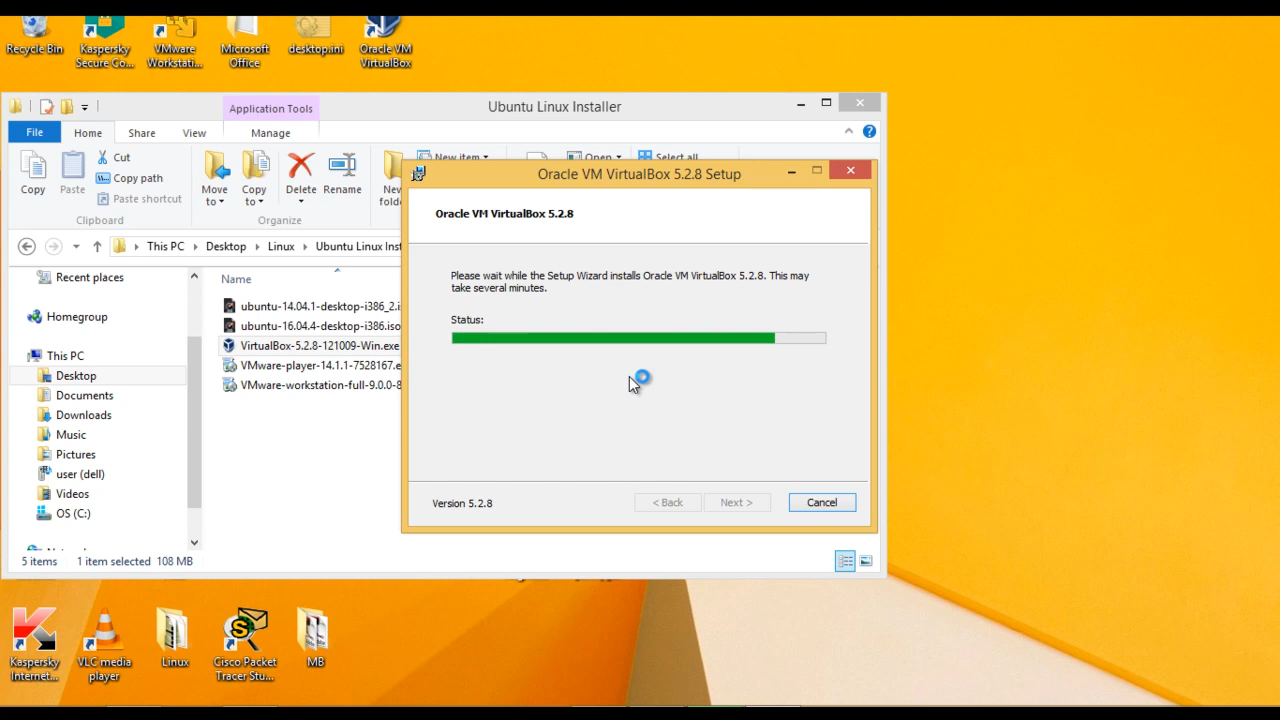 Recycle Bin
Kaspersky
Secure Co...
VMware
Workstati...
Microsoft
Office
desktop.ini
Oracle VM
VirtualBox
Application Tools
Ubuntu Linux Installer
File
Home
Share
View
Manage
Copy
Paste
Cut
Copy path
Paste shortcut
Clipboard
Move
to
Copy
to
Delete
Rename
Organize
New
New item
Open
Select all
This PC
Desktop
Linux
Ubuntu Linux Inst
Recent places
Homegroup
This PC
Desktop
Documents
Downloads
Music
Pictures
user (dell)
Videos
OS (C:)
Name
ubuntu-14.04.1-desktop-i386_2.i
ubuntu-16.04.4-desktop-i386.iso
VirtualBox-5.2.8-121009-Win.exe
VMware-player-14.1.1-7528167.e
VMware-workstation-full-9.0.0-8
5 items
1 item selected 108 MB
Oracle VM VirtualBox 5.2.8 Setup
Oracle VM VirtualBox 5.2.8
Please wait while the Setup Wizard installs Oracle VM VirtualBox 5.2.8. This may
take several minutes.
Status:
Version 5.2.8
< Back
Next >
Cancel
Kaspersky
Internet...
VLC media
player
Linux
Cisco Packet
Tracer Stu...
MB